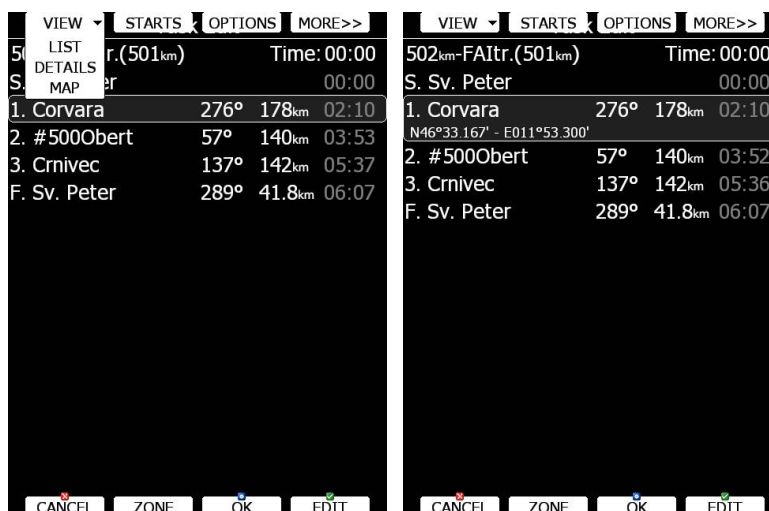 VIEW STARTS OPTIONS MORE>>
LIST
DETAILS
MAP
tr.(501km) Time: 00:00
S. 00:00
1. Corvara 276° 178km 02:10
2. #500Obert 57° 140km 03:53
3. Crnivec 137° 142km 05:37
F. Sv. Peter 289° 41.8km 06:07
CANCEL ZONE OK EDIT
VIEW STARTS OPTIONS MORE>>
502km-FAItr.(501km) Time: 00:00
S. Sv. Peter 00:00
1. Corvara 276° 178km 02:10
N46°33.167' - E011°53.300'
2. #500Obert 57° 140km 03:52
3. Crnivec 137° 142km 05:36
F. Sv. Peter 289° 41.8km 06:07
CANCEL ZONE OK EDIT